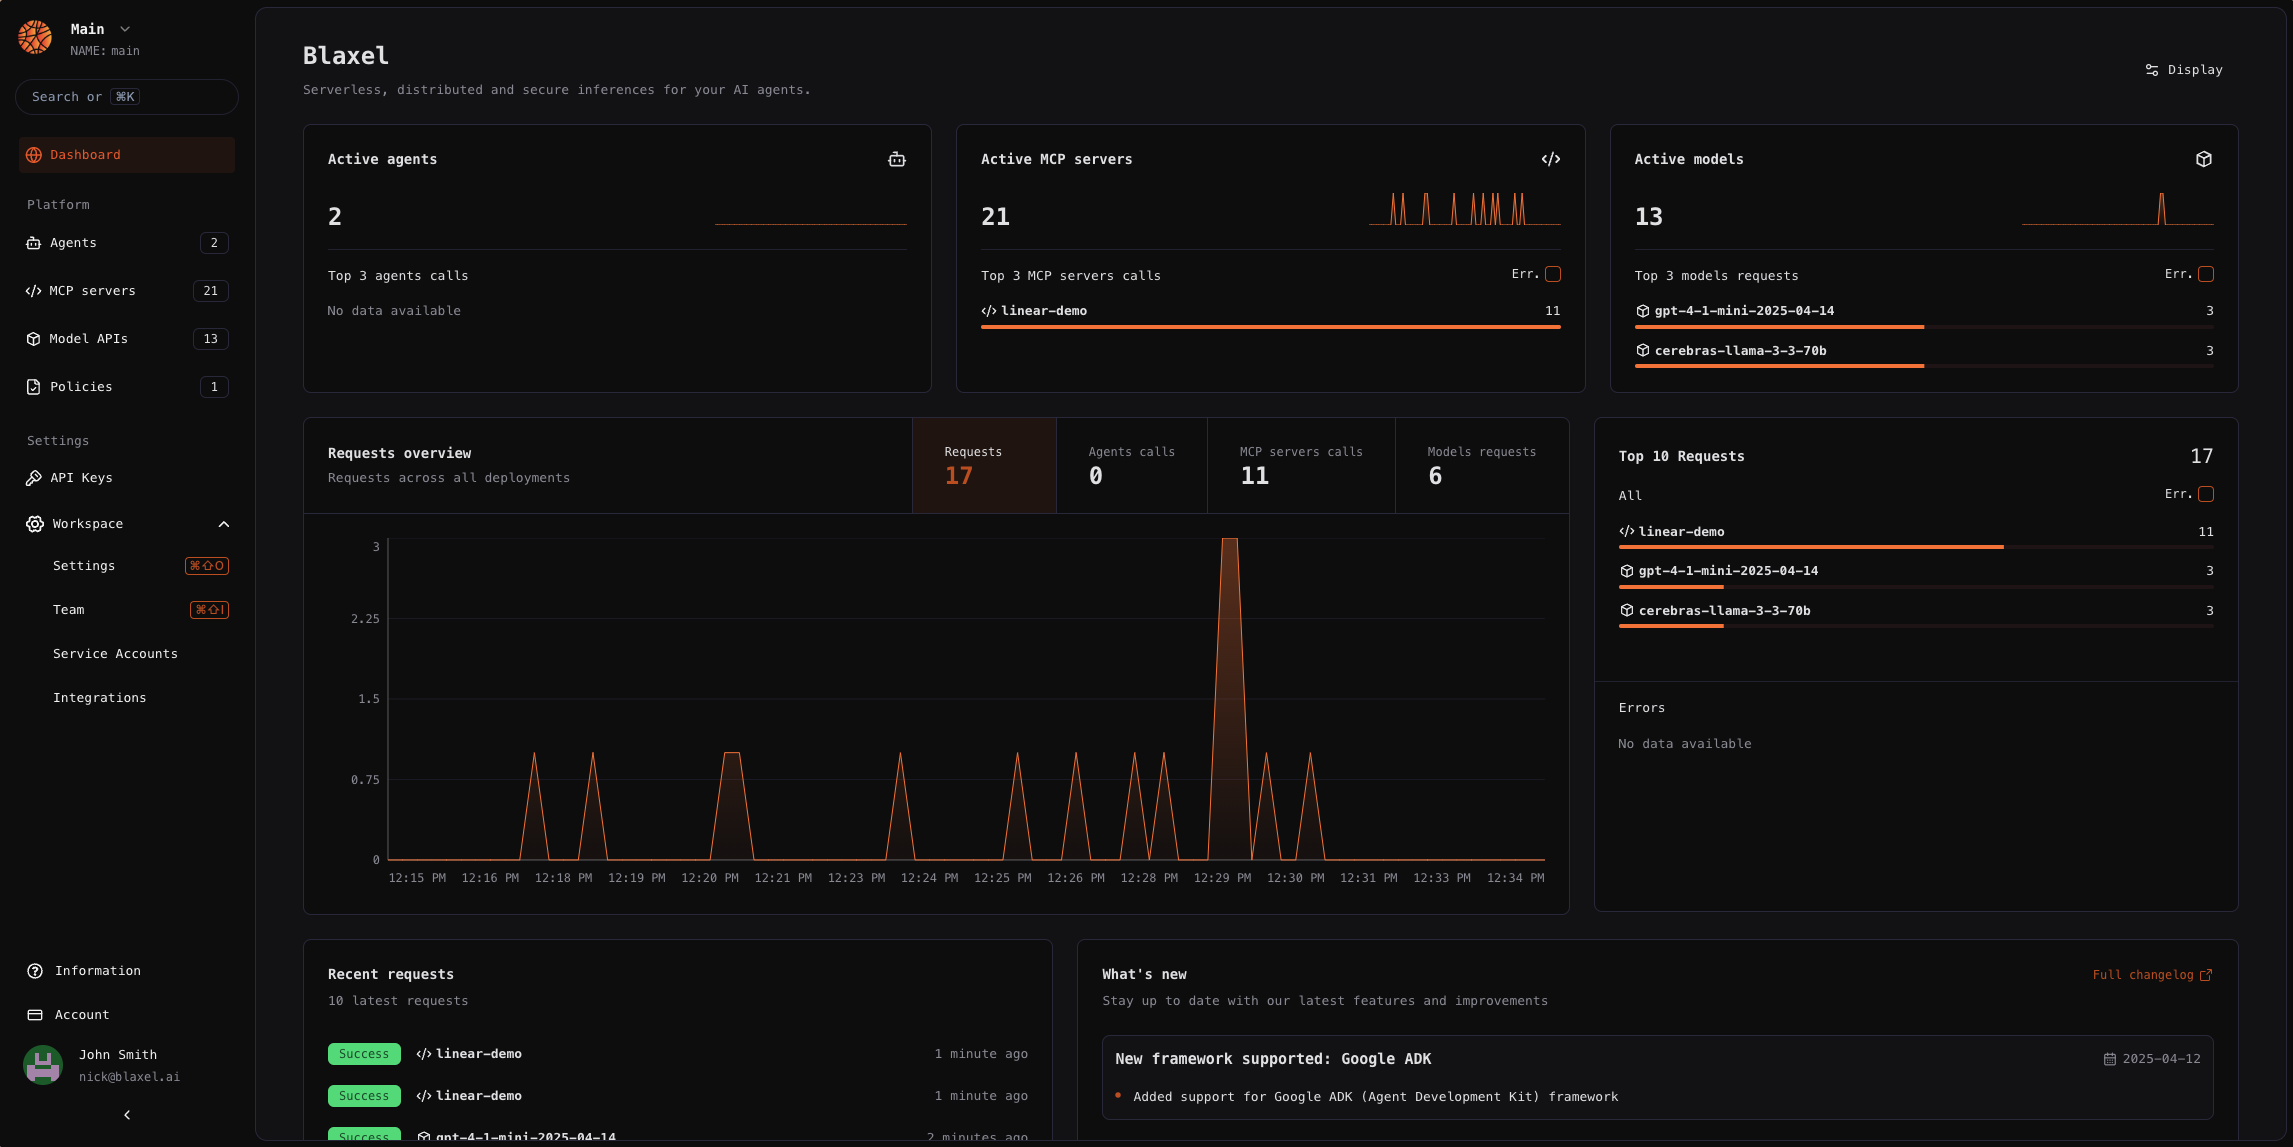 Main
NAME: main
Search or ⌘K
Dashboard
Platform
Agents 2
MCP servers 21
Model APIs 13
Policies 1
Settings
API Keys
Workspace
Settings ⌘⇧O
Team ⌘⇧I
Service Accounts
Integrations
Information
Account
John Smith
nick@blaxel.ai
Blaxel
Serverless, distributed and secure inferences for your AI agents.
Display
Active agents
2
Top 3 agents calls
No data available
Active MCP servers
21
Top 3 MCP servers calls Err.
linear-demo 11
Active models
13
Top 3 models requests Err.
gpt-4-1-mini-2025-04-14 3
cerebras-llama-3-3-70b 3
Requests overview
Requests across all deployments
Requests
17
Agents calls
0
MCP servers calls
11
Models requests
6
3
2.25
1.5
0.75
0
12:15 PM 12:16 PM 12:18 PM 12:19 PM 12:20 PM 12:21 PM 12:23 PM 12:24 PM 12:25 PM 12:26 PM 12:28 PM 12:29 PM 12:30 PM 12:31 PM 12:33 PM 12:34 PM
Top 10 Requests 17
All Err.
linear-demo 11
gpt-4-1-mini-2025-04-14 3
cerebras-llama-3-3-70b 3
Errors
No data available
Recent requests
10 latest requests
Success linear-demo 1 minute ago
Success linear-demo 1 minute ago
Success gpt-4-1-mini-2025-04-14 2 minutes ago
What's new
Full changelog
Stay up to date with our latest features and improvements
New framework supported: Google ADK 2025-04-12
Added support for Google ADK (Agent Development Kit) framework